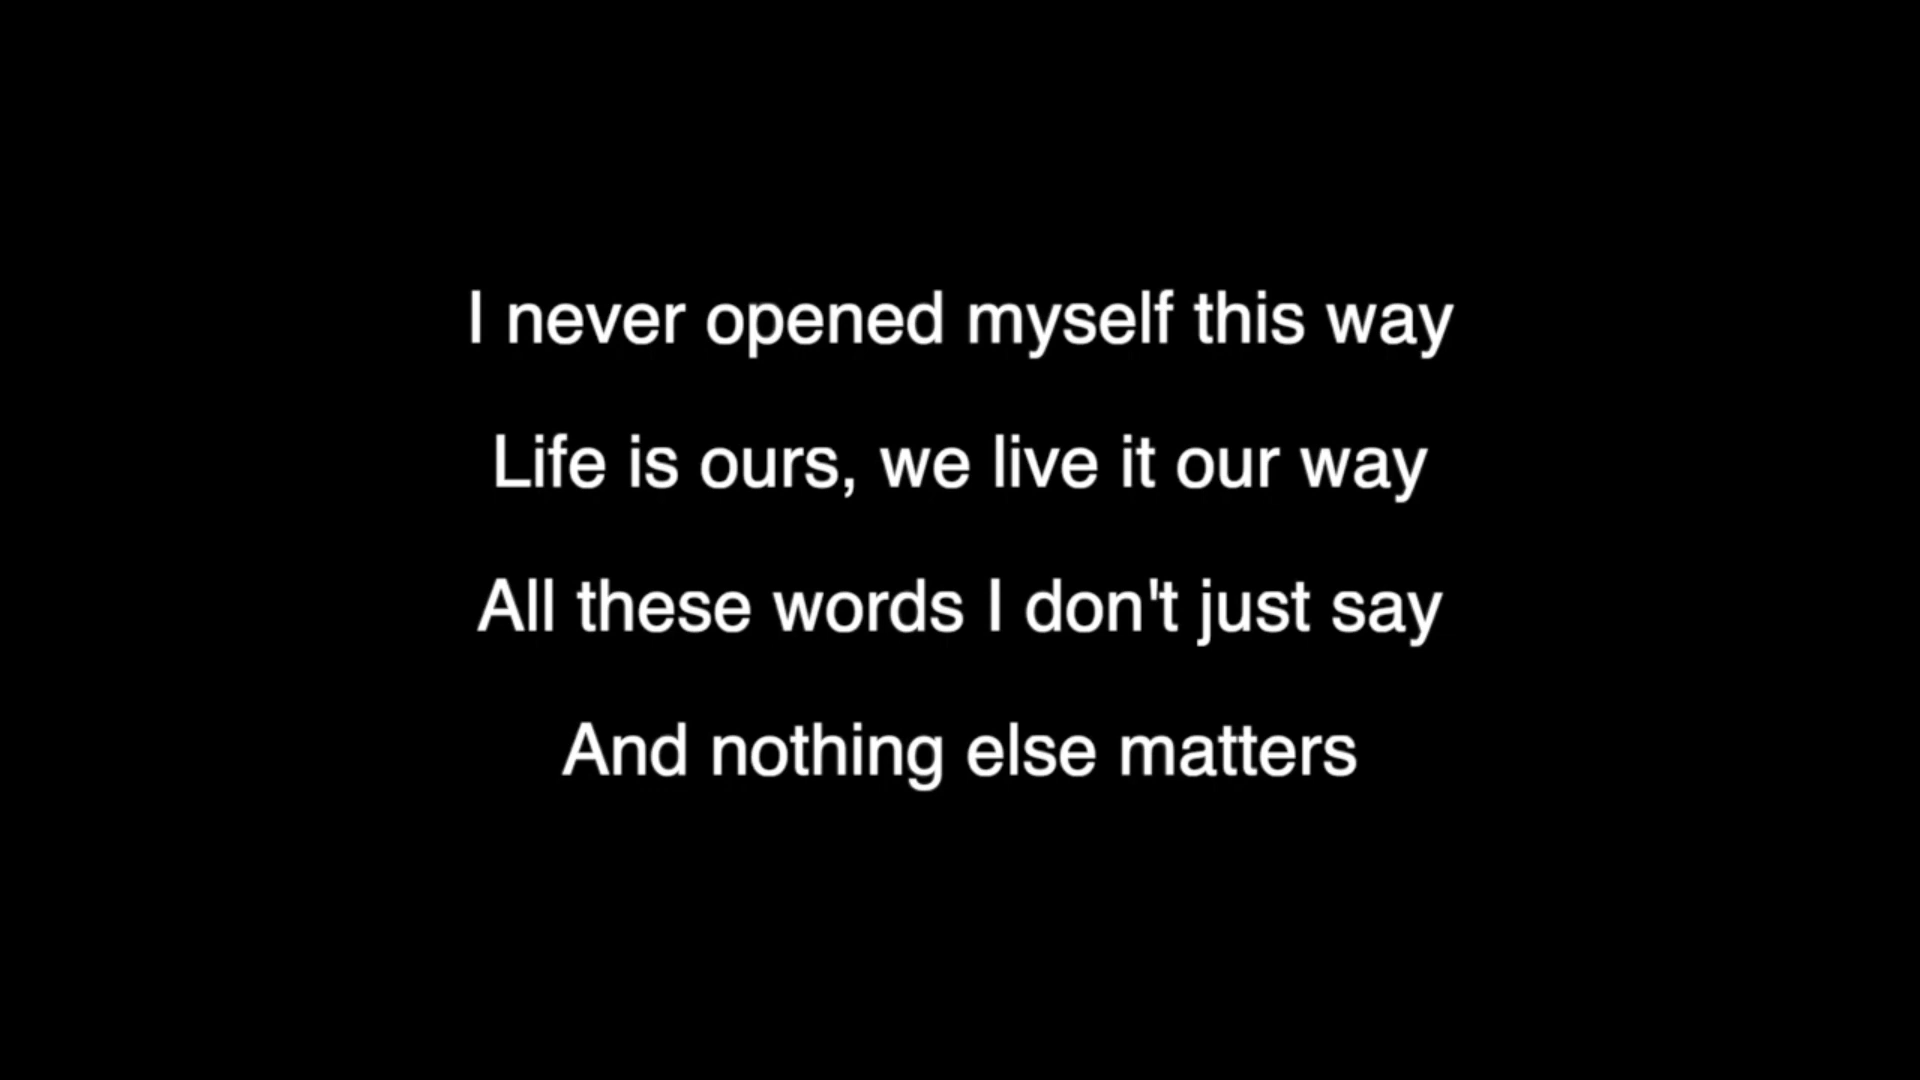 I never opened myself this way
Life is ours, we live it our way
All these words I don't just say
And nothing else matters